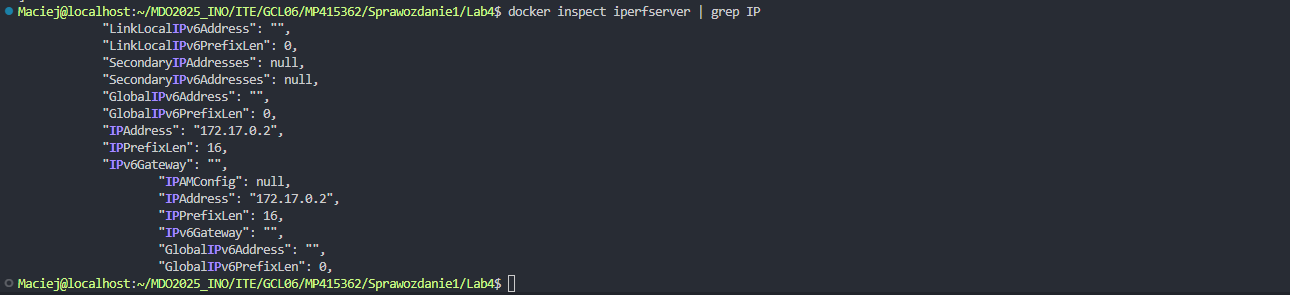 Maciej@localhost:~/MDO2025_INO/ITE/GCL06/MP415362/Sprawozdanie1/Lab4$ docker inspect iperfserver | grep IP
"LinkLocalIPv6Address": "",
"LinkLocalIPv6PrefixLen": 0,
"SecondaryIPAddresses": null,
"SecondaryIPv6Addresses": null,
"GlobalIPv6Address": "",
"GlobalIPv6PrefixLen": 0,
"IPAddress": "172.17.0.2",
"IPPrefixLen": 16,
"IPv6Gateway": "",
"IPAMConfig": null,
"IPAddress": "172.17.0.2",
"IPPrefixLen": 16,
"IPv6Gateway": "",
"GlobalIPv6Address": "",
"GlobalIPv6PrefixLen": 0,
Maciej@localhost:~/MDO2025_INO/ITE/GCL06/MP415362/Sprawozdanie1/Lab4$